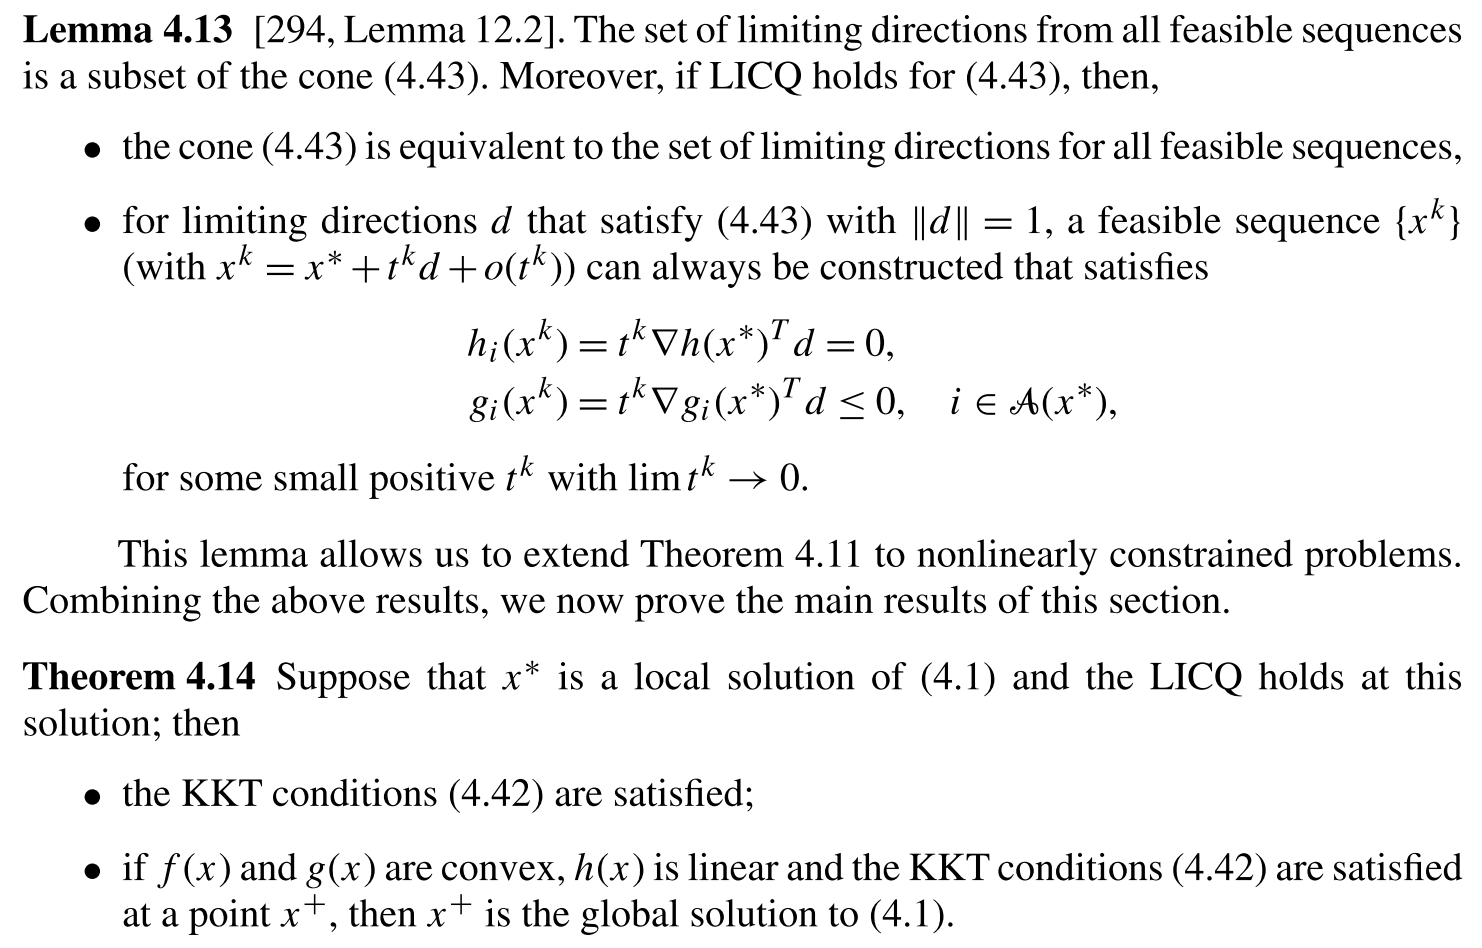 Lemma 4.13 [294, Lemma 12.2]. The set of limiting directions from all feasible sequences
is a subset of the cone (4.43). Moreover, if LICQ holds for (4.43), then,
• the cone (4.43) is equivalent to the set of limiting directions for all feasible sequences,
• for limiting directions d that satisfy (4.43) with ∥d∥ = 1, a feasible sequence {x^k}
(with x^k = x* + t^k d + o(t^k)) can always be constructed that satisfies
h_i(x^k) = t^k ∇h(x*)^T d = 0,
g_i(x^k) = t^k ∇g_i(x*)^T d ≤ 0, i ∈ 𝒜(x*),
for some small positive t^k with lim t^k → 0.
This lemma allows us to extend Theorem 4.11 to nonlinearly constrained problems.
Combining the above results, we now prove the main results of this section.
Theorem 4.14 Suppose that x* is a local solution of (4.1) and the LICQ holds at this
solution; then
• the KKT conditions (4.42) are satisfied;
• if f(x) and g(x) are convex, h(x) is linear and the KKT conditions (4.42) are satisfied
at a point x^+, then x^+ is the global solution to (4.1).